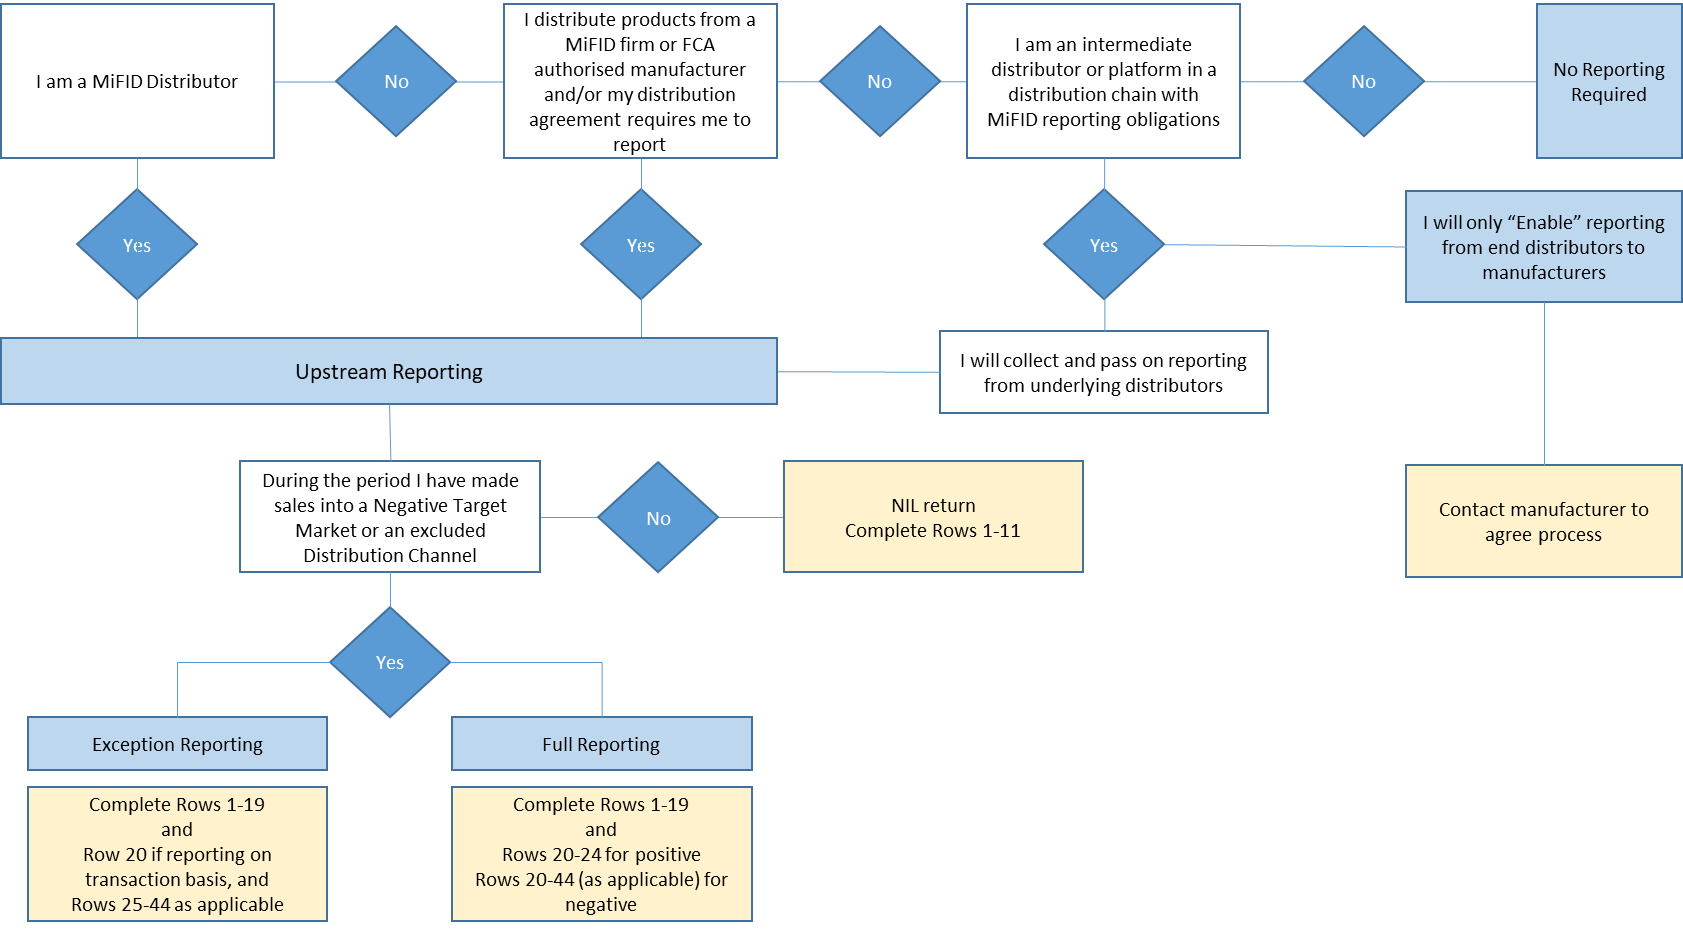 I am a MiFID Distributor
No
I distribute products from a
MiFID firm or FCA
authorised manufacturer
and/or my distribution
agreement requires me to
report
No
I am an intermediate
distributor or platform in a
distribution chain with
MiFID reporting obligations
No
No Reporting
Required
Yes
Yes
Yes
I will only “Enable” reporting
from end distributors to
manufacturers
Upstream Reporting
I will collect and pass on reporting
from underlying distributors
During the period I have made
sales into a Negative Target
Market or an excluded
Distribution Channel
No
NIL return
Complete Rows 1-11
Contact manufacturer to
agree process
Yes
Exception Reporting
Full Reporting
Complete Rows 1-19
and
Row 20 if reporting on
transaction basis, and
Rows 25-44 as applicable
Complete Rows 1-19
and
Rows 20-24 for positive
Rows 20-44 (as applicable) for
negative